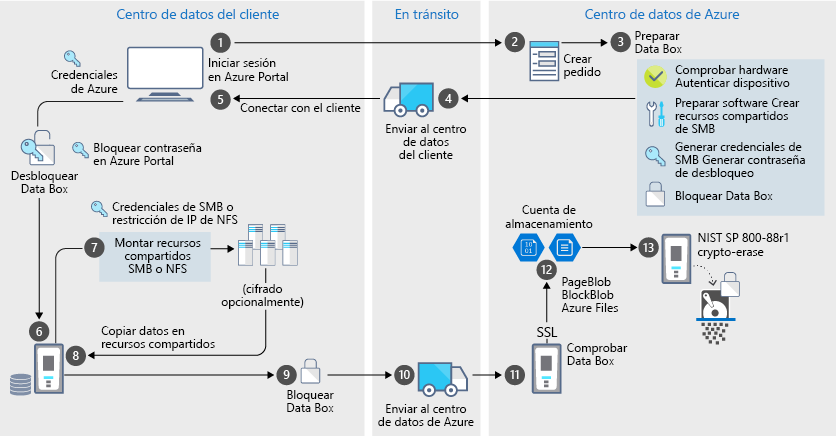 Centro de datos del cliente
En tránsito
Centro de datos de Azure
Credenciales
de Azure
1
Iniciar sesión
en Azure Portal
2
Crear
pedido
3
Preparar
Data Box
Comprobar hardware
Autenticar dispositivo
Preparar software Crear
recursos compartidos
de SMB
Generar credenciales de
SMB Generar contraseña
de desbloqueo
Bloquear Data Box
4
Enviar al centro
de datos
del cliente
5
Conectar con el cliente
Bloquear contraseña
en Azure Portal
Desbloquear
Data Box
Credenciales de SMB o
restricción de IP de NFS
7
Montar recursos
compartidos
SMB o NFS
(cifrado
opcionalmente)
6
8
Copiar datos en
recursos compartidos
9
Bloquear
Data Box
10
Enviar al centro
de datos de Azure
11
Comprobar
Data Box
SSL
PageBlob
BlockBlob
Azure Files
12
Cuenta de
almacenamiento
10
01
13
NIST SP 800-88r1
crypto-erase